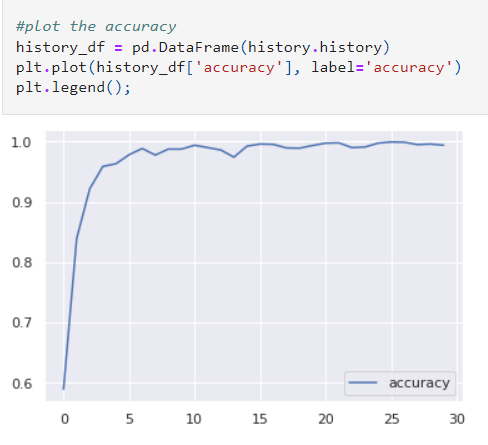 #plot the accuracy
history_df = pd.DataFrame(history.history)
plt.plot(history_df['accuracy'], label='accuracy')
plt.legend();
1.0
0.9
0.8
0.7
0.6
accuracy
0 5 10 15 20 25 30